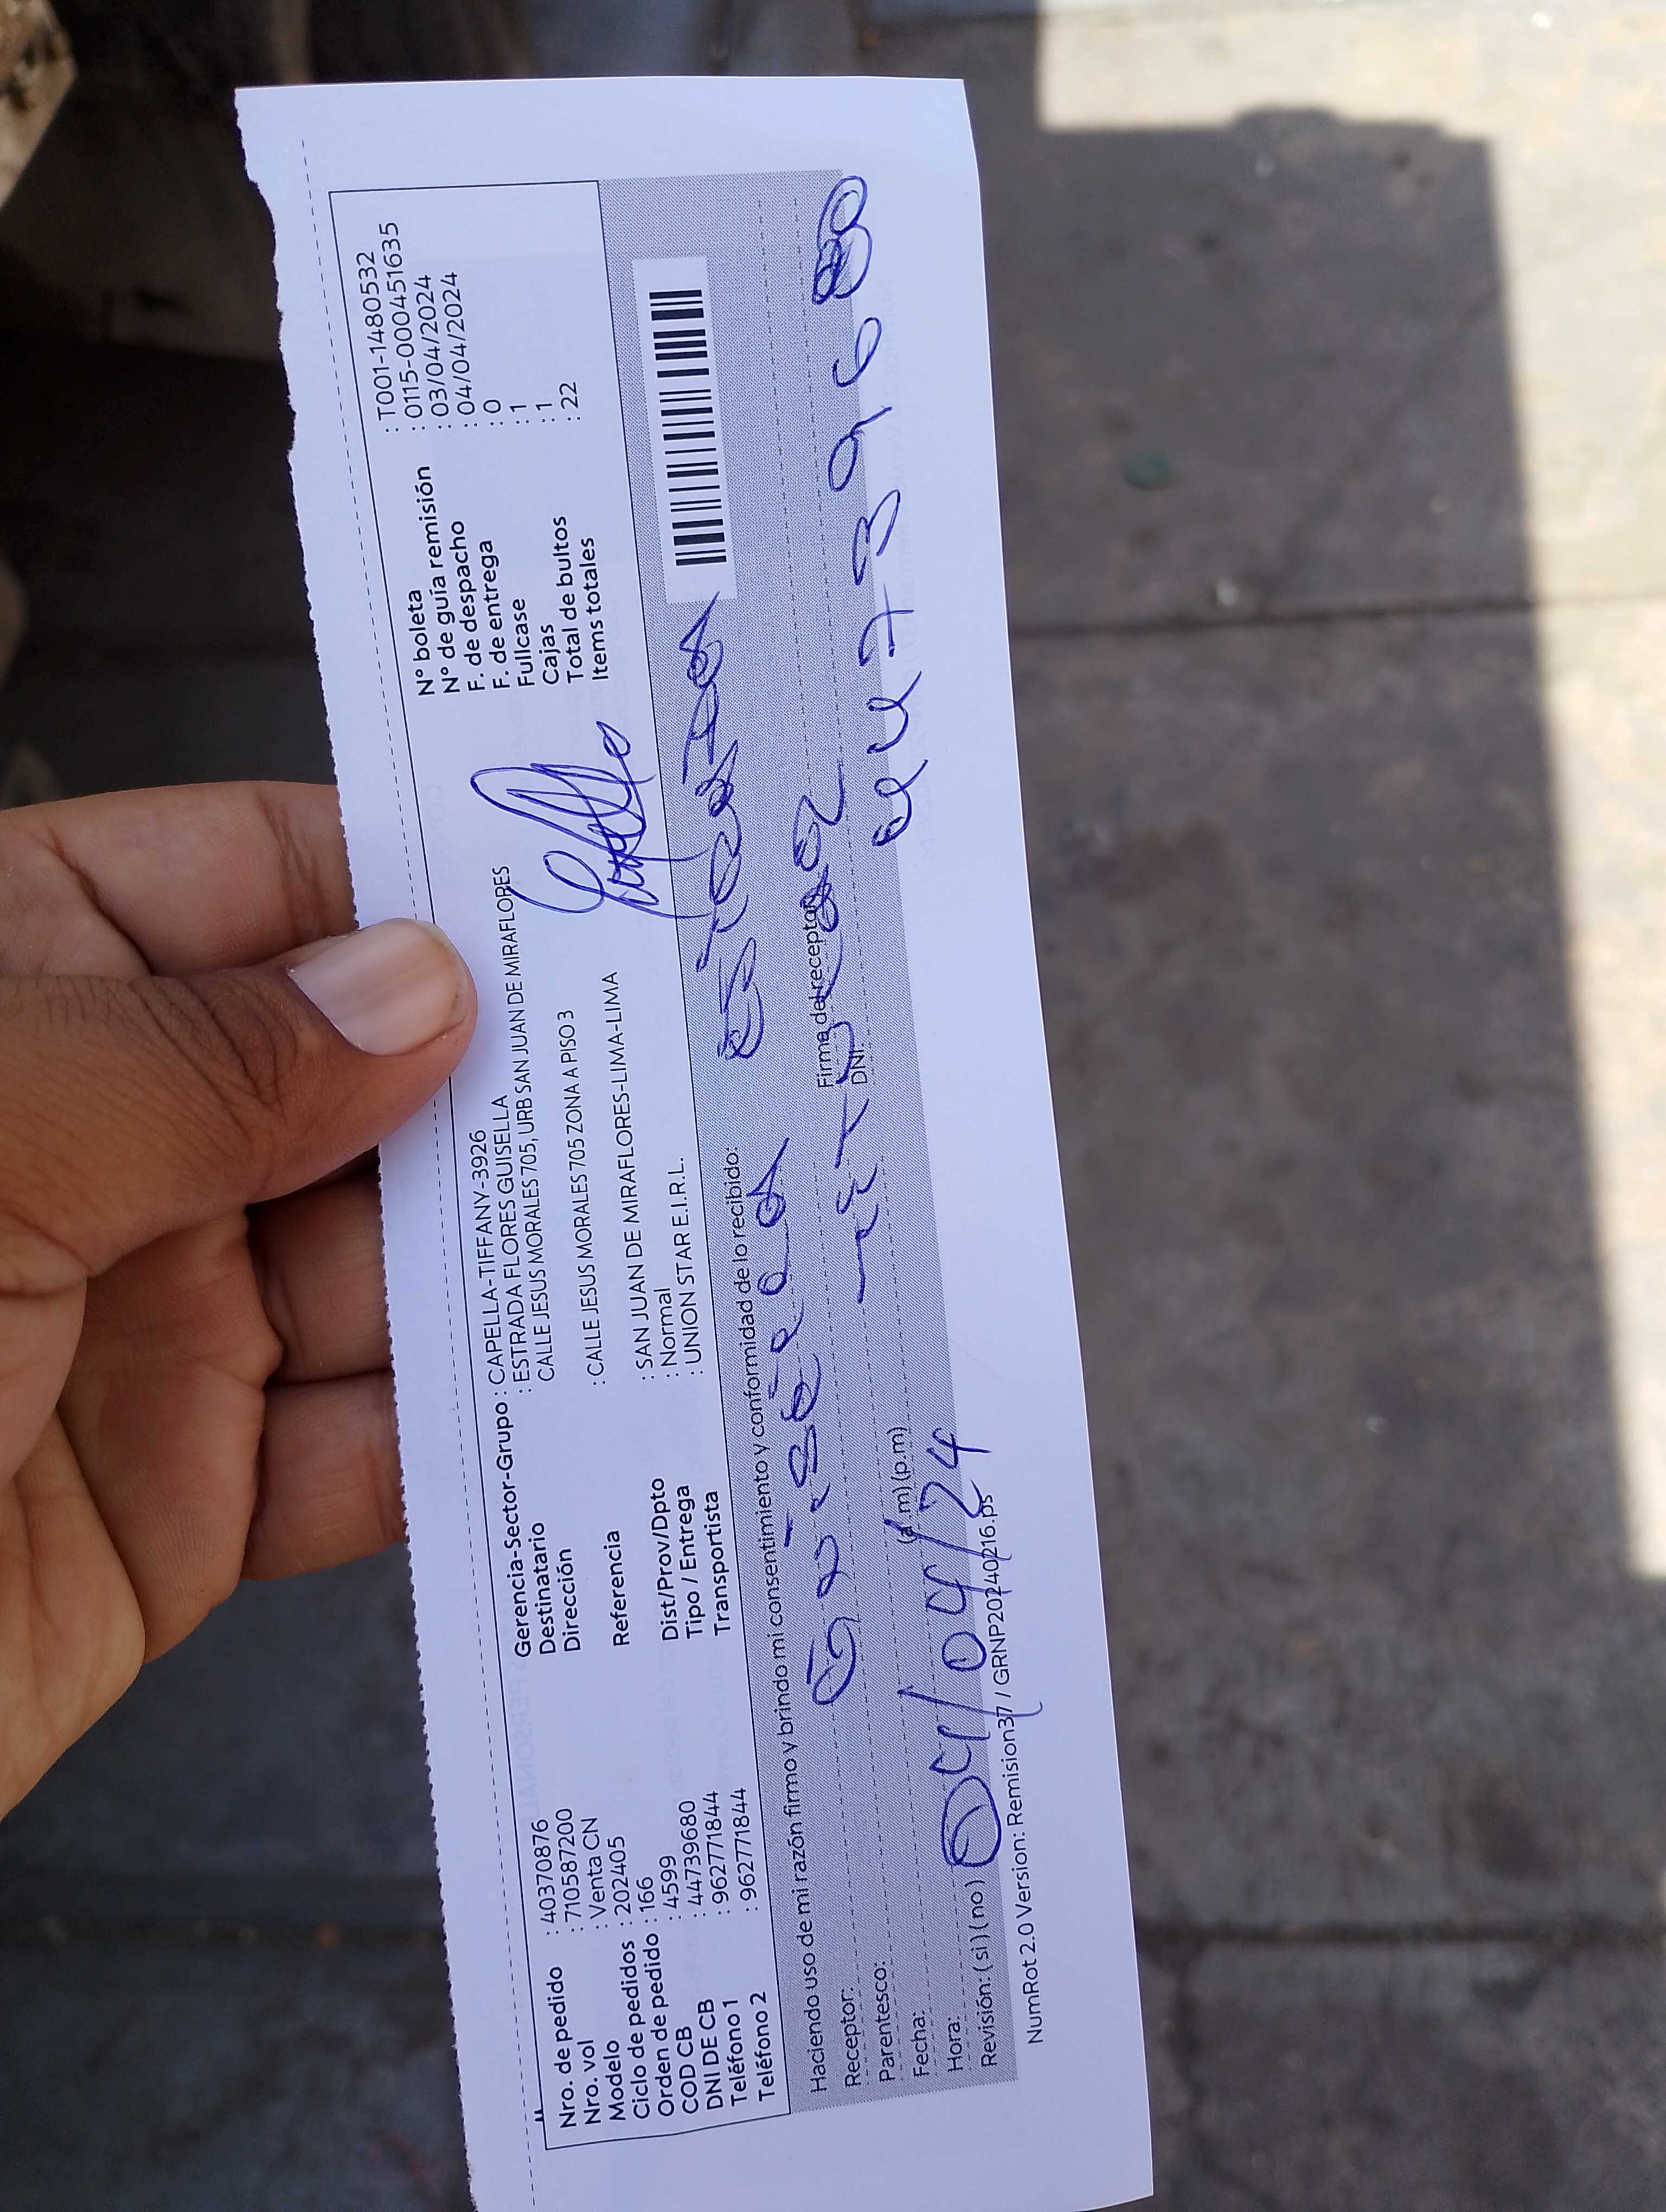 Nro. de pedido : 40370876
Nro. vol : 710587200
Modelo : Venta CN
Ciclo de pedidos : 202405
Orden de pedido : 166
COD CB : 4599
DNI DE CB : 44739680
Teléfono 1 : 962771844
Teléfono 2 : 962771844
Gerencia-Sector-Grupo : CAPELLA-TIFFANY-3926
Destinatario : ESTRADA FLORES GUISELLA
Dirección CALLE JESUS MORALES 705, URB SAN JUAN DE MIRAFLORES
Referencia : CALLE JESUS MORALES 705 ZONA A PISO 3
Dist/Prov/Dpto : SAN JUAN DE MIRAFLORES-LIMA-LIMA
Tipo / Entrega : Normal
Transportista : UNION STAR E.I.R.L.
N° boleta : T001-1480532
N° de guía remisión : 0115-000451635
F. de despacho : 03/04/2024
F. de entrega : 04/04/2024
Fullcase : 0
Cajas : 1
Total de bultos : 1
Items totales : 22
Haciendo uso de mi razón firmo y brindo mi consentimiento y conformidad de lo recibido:
Receptor:
Parentesco:
Firma de receptor
DNI:
Fecha: 04/04/24
Hora: (a.m)(p.m)
Revisión: (si)(no)
NumRot 2.0 Version: Remision37 / GRNP20240216.ps